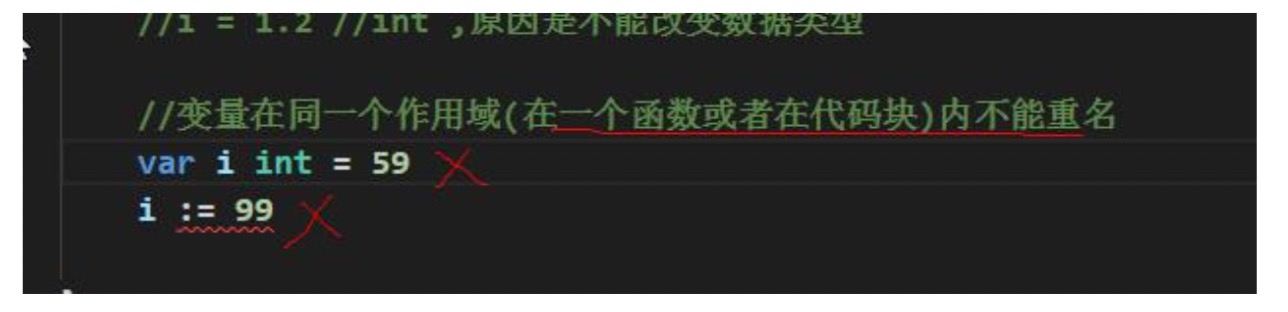 //i = 1.2 //int ,原因是不能改变数据类型
//变量在同一个作用域(在一个函数或者在代码块)内不能重名
var i int = 59
i := 99